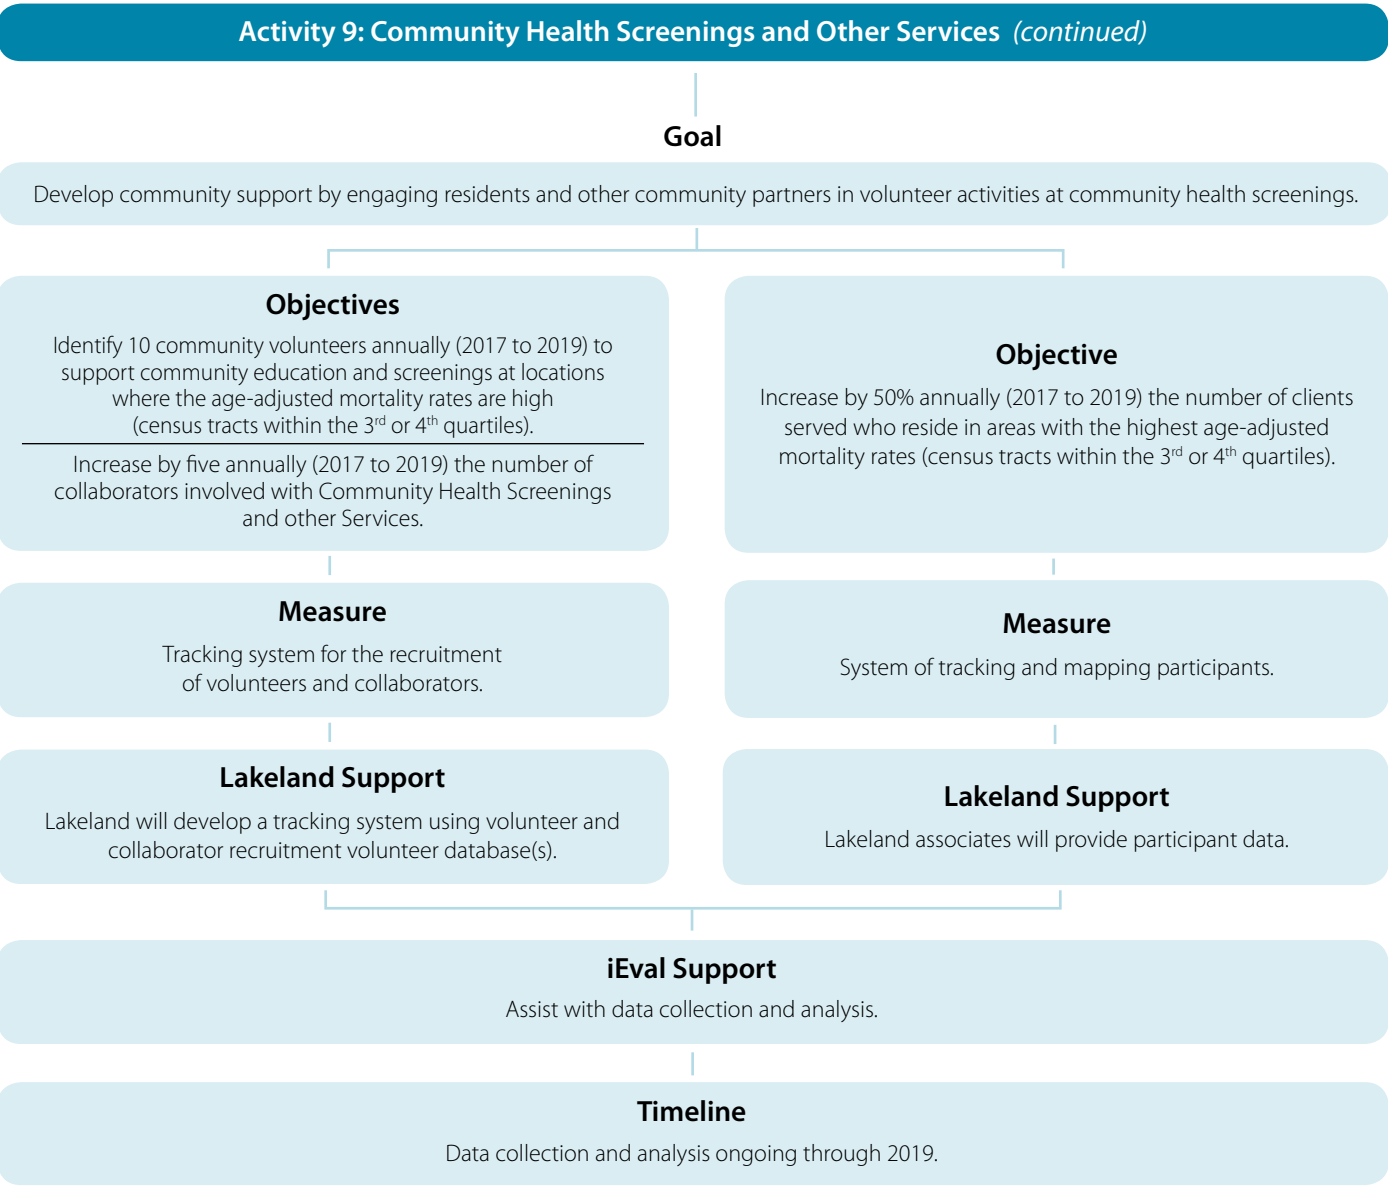 Activity 9: Community Health Screenings and Other Services (continued)
Goal
Develop community support by engaging residents and other community partners in volunteer activities at community health screenings.
Objectives
Identify 10 community volunteers annually (2017 to 2019) to
support community education and screenings at locations
where the age-adjusted mortality rates are high
(census tracts within the 3rd or 4th quartiles).
Increase by five annually (2017 to 2019) the number of
collaborators involved with Community Health Screenings
and other Services.
Measure
Tracking system for the recruitment
of volunteers and collaborators.
Lakeland Support
Lakeland will develop a tracking system using volunteer and
collaborator recruitment volunteer database(s).
Objective
Increase by 50% annually (2017 to 2019) the number of clients
served who reside in areas with the highest age-adjusted
mortality rates (census tracts within the 3rd or 4th quartiles).
Measure
System of tracking and mapping participants.
Lakeland Support
Lakeland associates will provide participant data.
iEval Support
Assist with data collection and analysis.
Timeline
Data collection and analysis ongoing through 2019.